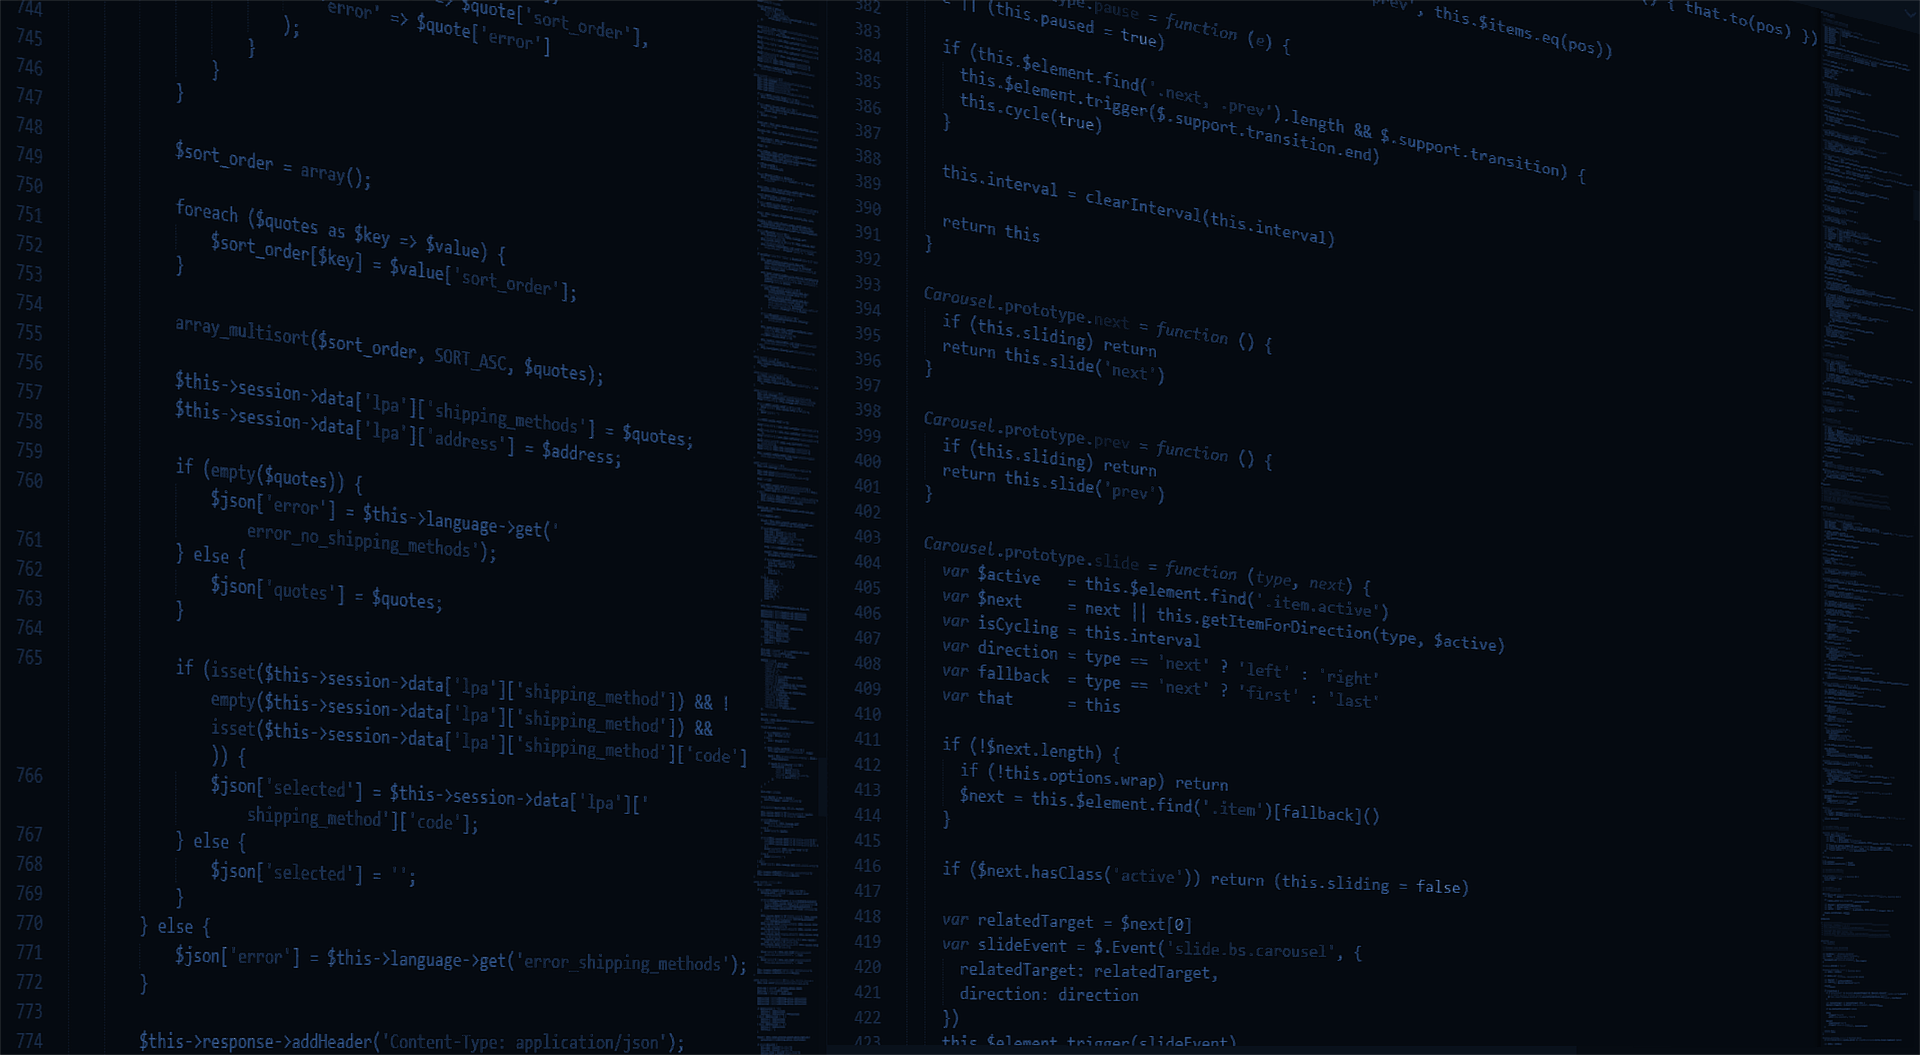 'error' => $quote['sort_order'],
=> $quote['error']
744 );
745 }
746 }
747 }
748
749 $sort_order = array();
750
751 foreach ($quotes as $key => $value) {
752 $sort_order[$key] = $value['sort_order'];
753 }
754
755 array_multisort($sort_order, SORT_ASC, $quotes);
756 $this->session->data['lpa']['shipping_methods'] = $quotes;
757 $this->session->data['lpa']['address'] = $address;
758
759 if (empty($quotes)) {
760 $json['error'] = $this->language->get('
error_no_shipping_methods');
761 } else {
762 $json['quotes'] = $quotes;
763 }
764
765 if (isset($this->session->data['lpa']['shipping_method']) && !
empty($this->session->data['lpa']['shipping_method']) &&
isset($this->session->data['lpa']['shipping_method']['code']
)) {
766 $json['selected'] = $this->session->data['lpa']['
shipping_method']['code'];
767 } else {
768 $json['selected'] = '';
769 }
770 } else {
771 $json['error'] = $this->language->get('error_shipping_methods');
772 }
773
774 $this->response->addHeader('Content-Type: application/json');
prev', this.$items.eq(pos))
() { that.to(pos) })
.pause = function (e) {
382 || (this.paused = true)
383 if (this.$element.find('.next, .prev').length && $.support.transition) {
384 this.$element.trigger($.support.transition.end)
385 this.cycle(true)
386 }
387
388 this.interval = clearInterval(this.interval)
389
390 return this
391 }
392
393 Carousel.prototype.next = function () {
394 if (this.sliding) return
395 return this.slide('next')
396 }
397
398 Carousel.prototype.prev = function () {
399 if (this.sliding) return
400 return this.slide('prev')
401 }
402
403 Carousel.prototype.slide = function (type, next) {
404 var $active = this.$element.find('.item.active')
405 var $next = next || this.getItemForDirection(type, $active)
406 var isCycling = this.interval
407 var direction = type == 'next' ? 'left' : 'right'
408 var fallback = type == 'next' ? 'first' : 'last'
409 var that = this
410
411 if (!$next.length) {
412 if (!this.options.wrap) return
413 $next = this.$element.find('.item')[fallback]()
414 }
415
416 if ($next.hasClass('active')) return (this.sliding = false)
417
418 var relatedTarget = $next[0]
419 var slideEvent = $.Event('slide.bs.carousel', {
420 relatedTarget: relatedTarget,
421 direction: direction
422 })
423 this.$element.trigger(slideEvent)